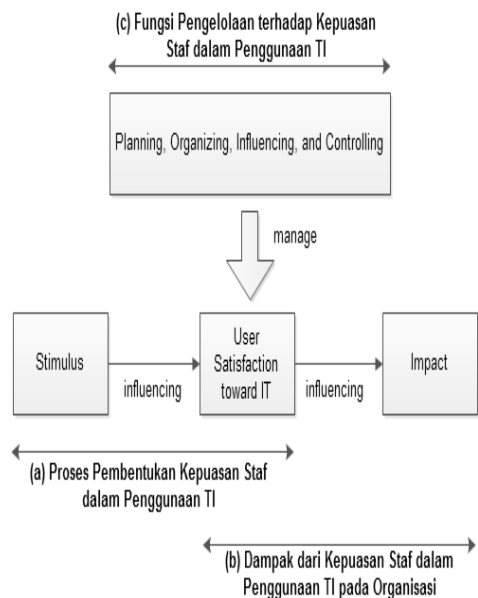 (c) Fungsi Pengelolaan terhadap Kepuasan
Staf dalam Penggunaan TI
Planning, Organizing, Influencing, and Controlling
manage
Stimulus
influencing
User
Satisfaction
toward IT
influencing
Impact
(a) Proses Pembentukan Kepuasan Staf
dalam Penggunaan TI
(b) Dampak dari Kepuasan Staf dalam
Penggunaan TI pada Organisasi